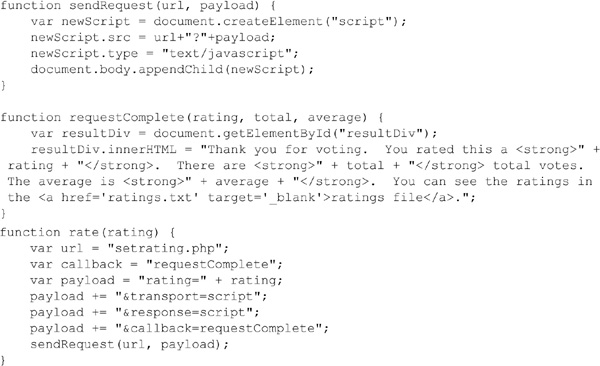 function sendRequest(url, payload) {
    var newScript = document.createElement("script");
    newScript.src = url+"?"+payload;
    newScript.type = "text/javascript";
    document.body.appendChild(newScript);
}

function requestComplete(rating, total, average) {
    var resultDiv = document.getElementById("resultDiv");
    resultDiv.innerHTML = "Thank you for voting.  You rated this a <strong>" +
rating + "</strong>.  There are <strong>" + total + "</strong> total votes.
The average is <strong>" + average + "</strong>.  You can see the ratings in
the <a href='ratings.txt' target='_blank'>ratings file</a>.";
}
function rate(rating) {
    var url = "setrating.php";
    var callback = "requestComplete";
    var payload = "rating=" + rating;
    payload += "&transport=script";
    payload += "&response=script";
    payload += "&callback=requestComplete";
    sendRequest(url, payload);
}